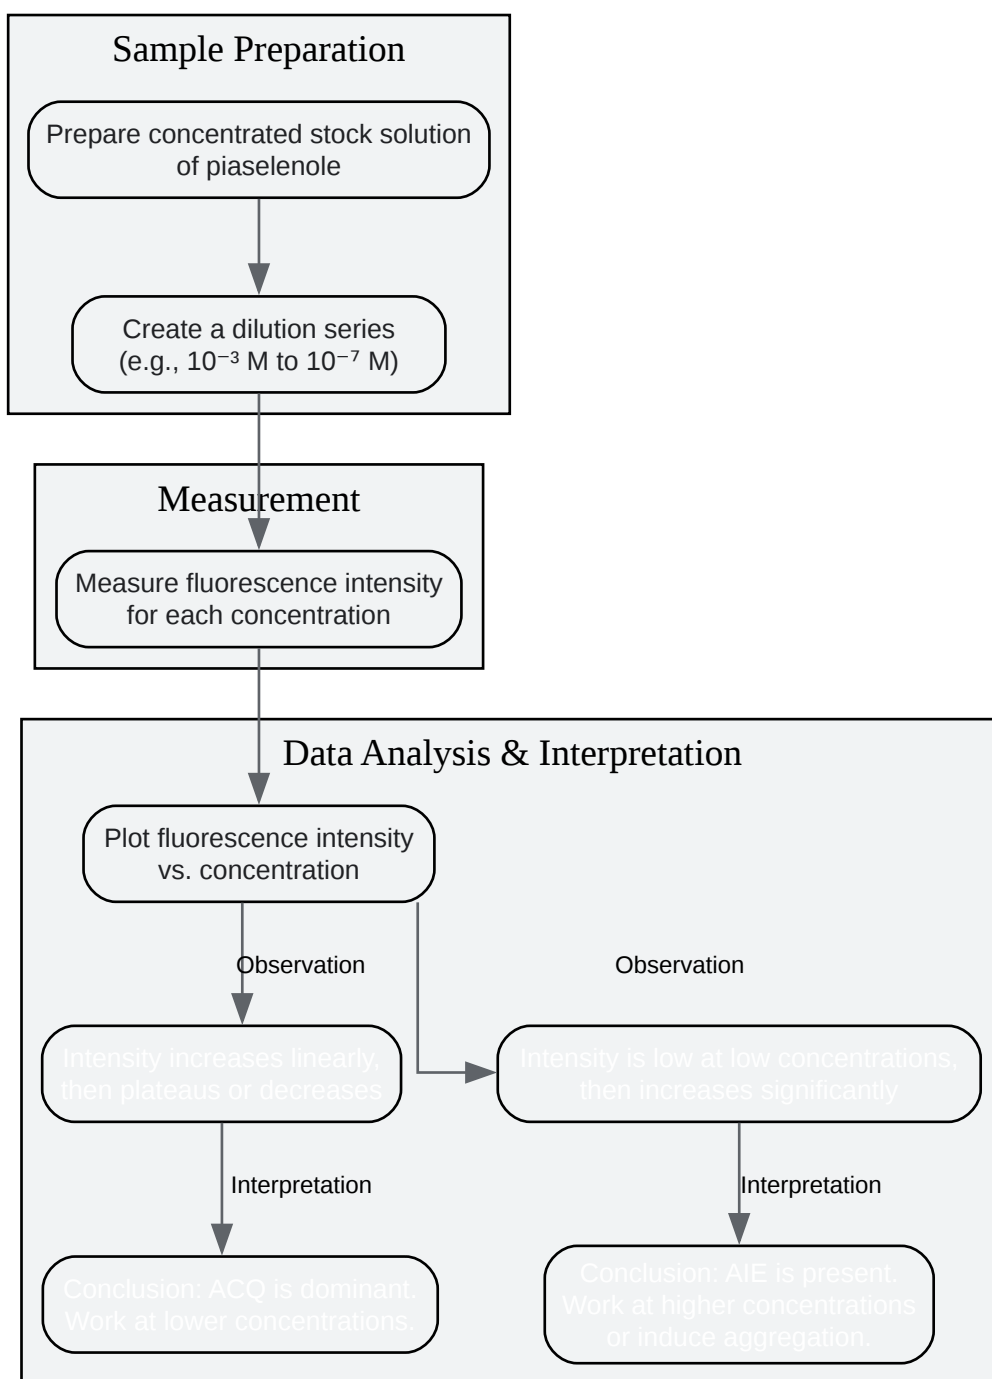 Sample Preparation
Prepare concentrated stock solution
of piaselenole
Create a dilution series
(e.g., 10⁻³ M to 10⁻⁷ M)
Measurement
Measure fluorescence intensity
for each concentration
Data Analysis & Interpretation
Plot fluorescence intensity
vs. concentration
Observation
Observation
Intensity increases linearly,
then plateaus or decreases
Intensity is low at low concentrations,
then increases significantly
Interpretation
Interpretation
Conclusion: ACQ is dominant.
Work at lower concentrations.
Conclusion: AIE is present.
Work at higher concentrations
or induce aggregation.